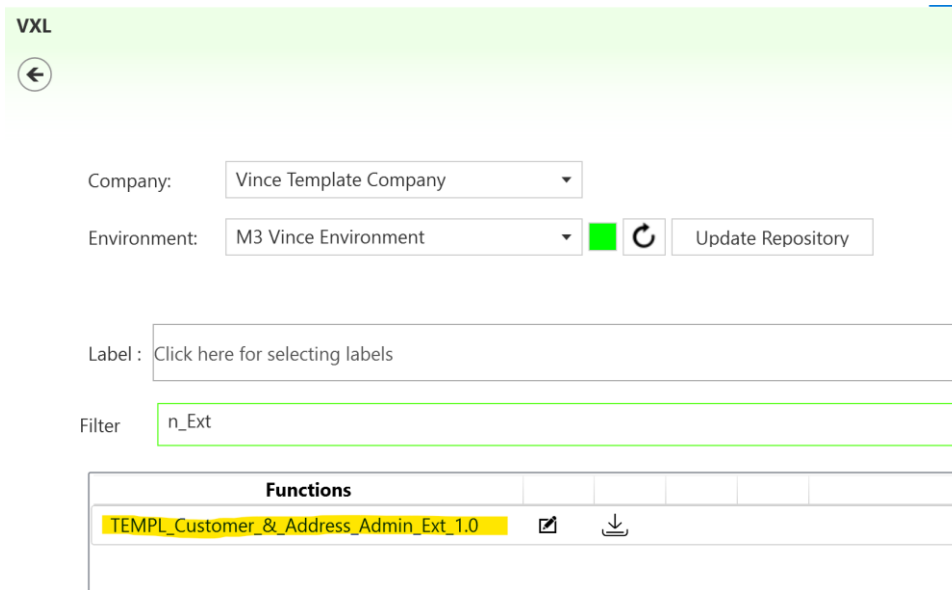 VXL
Company: Vince Template Company
Environment: M3 Vince Environment Update Repository
Label : Click here for selecting labels
Filter n_Ext
Functions
TEMPL_Customer_&_Address_Admin_Ext_1.0